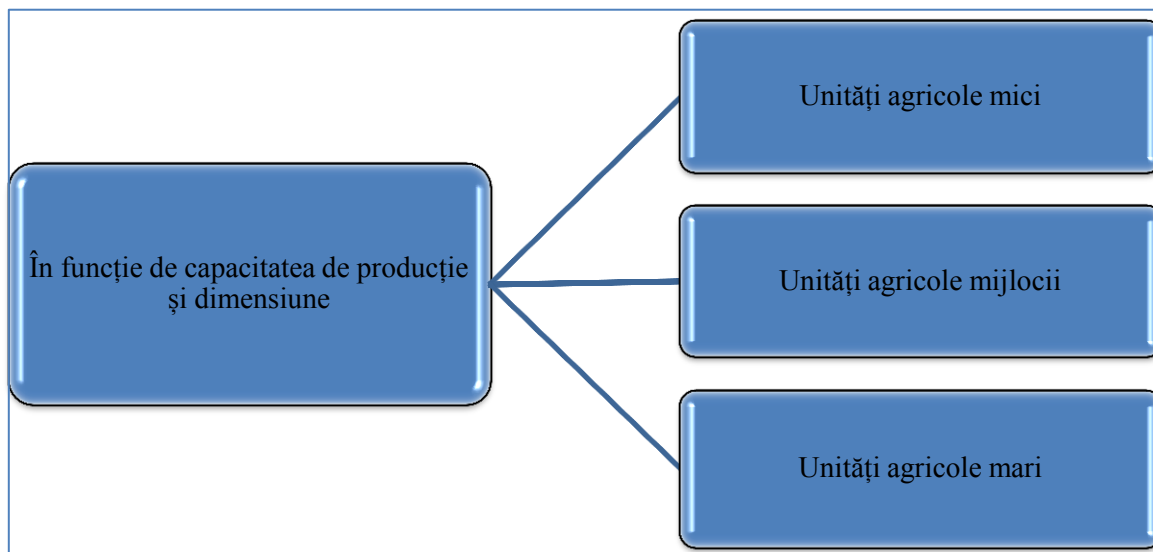 Unități agricole mici
În funcție de capacitatea de producție
și dimensiune
Unități agricole mijlocii
Unități agricole mari